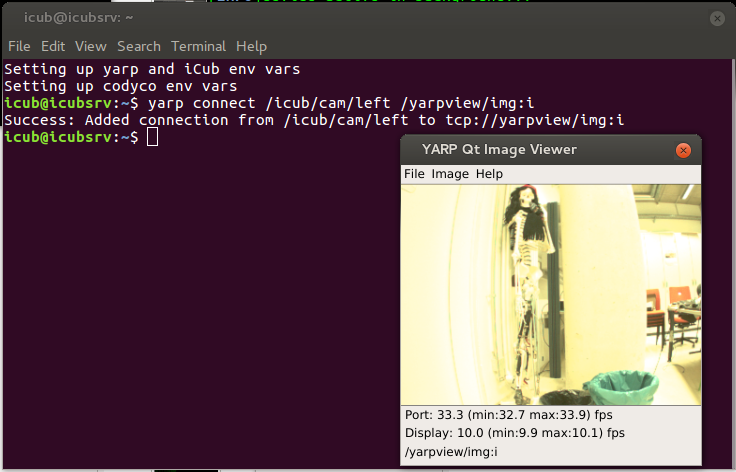 icub@icubsrv: ~
File Edit View Search Terminal Help
Setting up yarp and iCub env vars
Setting up codyco env vars
icub@icubsrv:~$ yarp connect /icub/cam/left /yarpview/img:i
Success: Added connection from /icub/cam/left to tcp://yarpview/img:i
icub@icubsrv:~$
YARP Qt Image Viewer
File Image Help
Port: 33.3 (min:32.7 max:33.9) fps
Display: 10.0 (min:9.9 max:10.1) fps
/yarpview/img:i